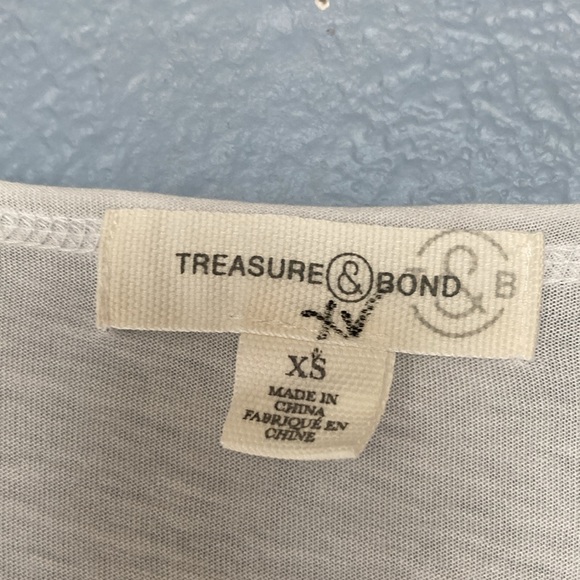 TREASURE & BOND
& B
XS
MADE IN
CHINA
FABRIQUÉ EN
CHINE